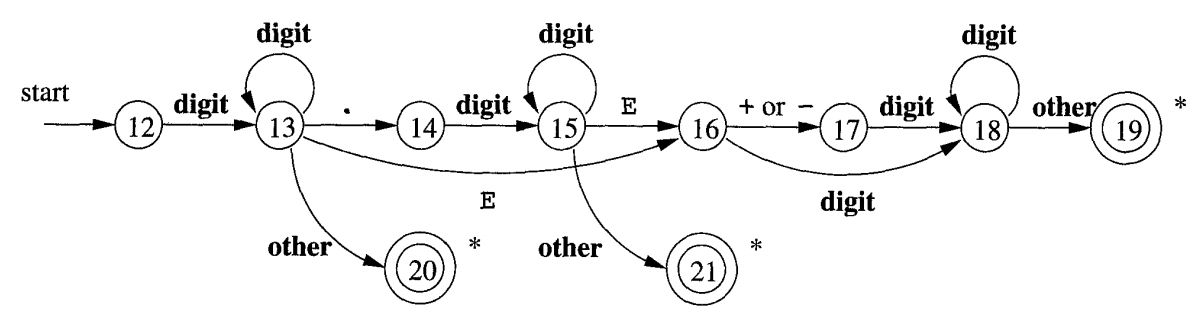 digit digit digit
start digit . digit E + or - digit other *
12 13 14 15 16 17 18 19
E digit
other * other *
20 21